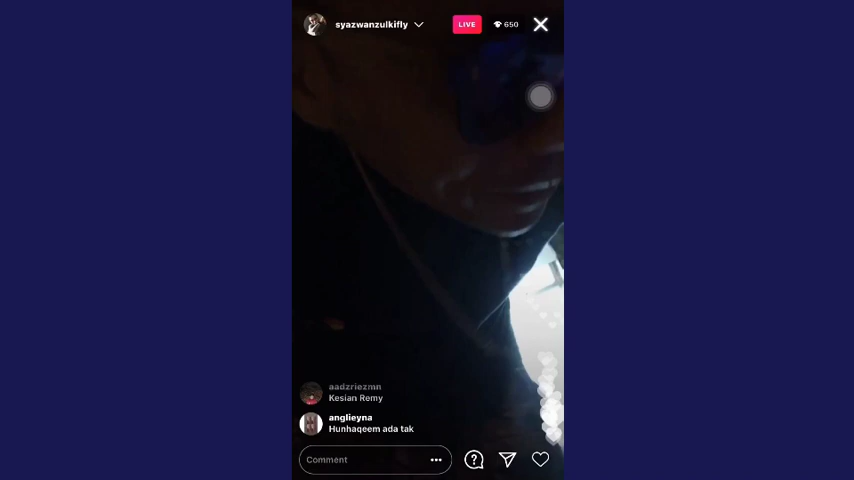 syazwanzulkifly
LIVE
650
aadzriezmn
Kesian Remy
anglieyna
Hunhaqeem ada tak
Comment